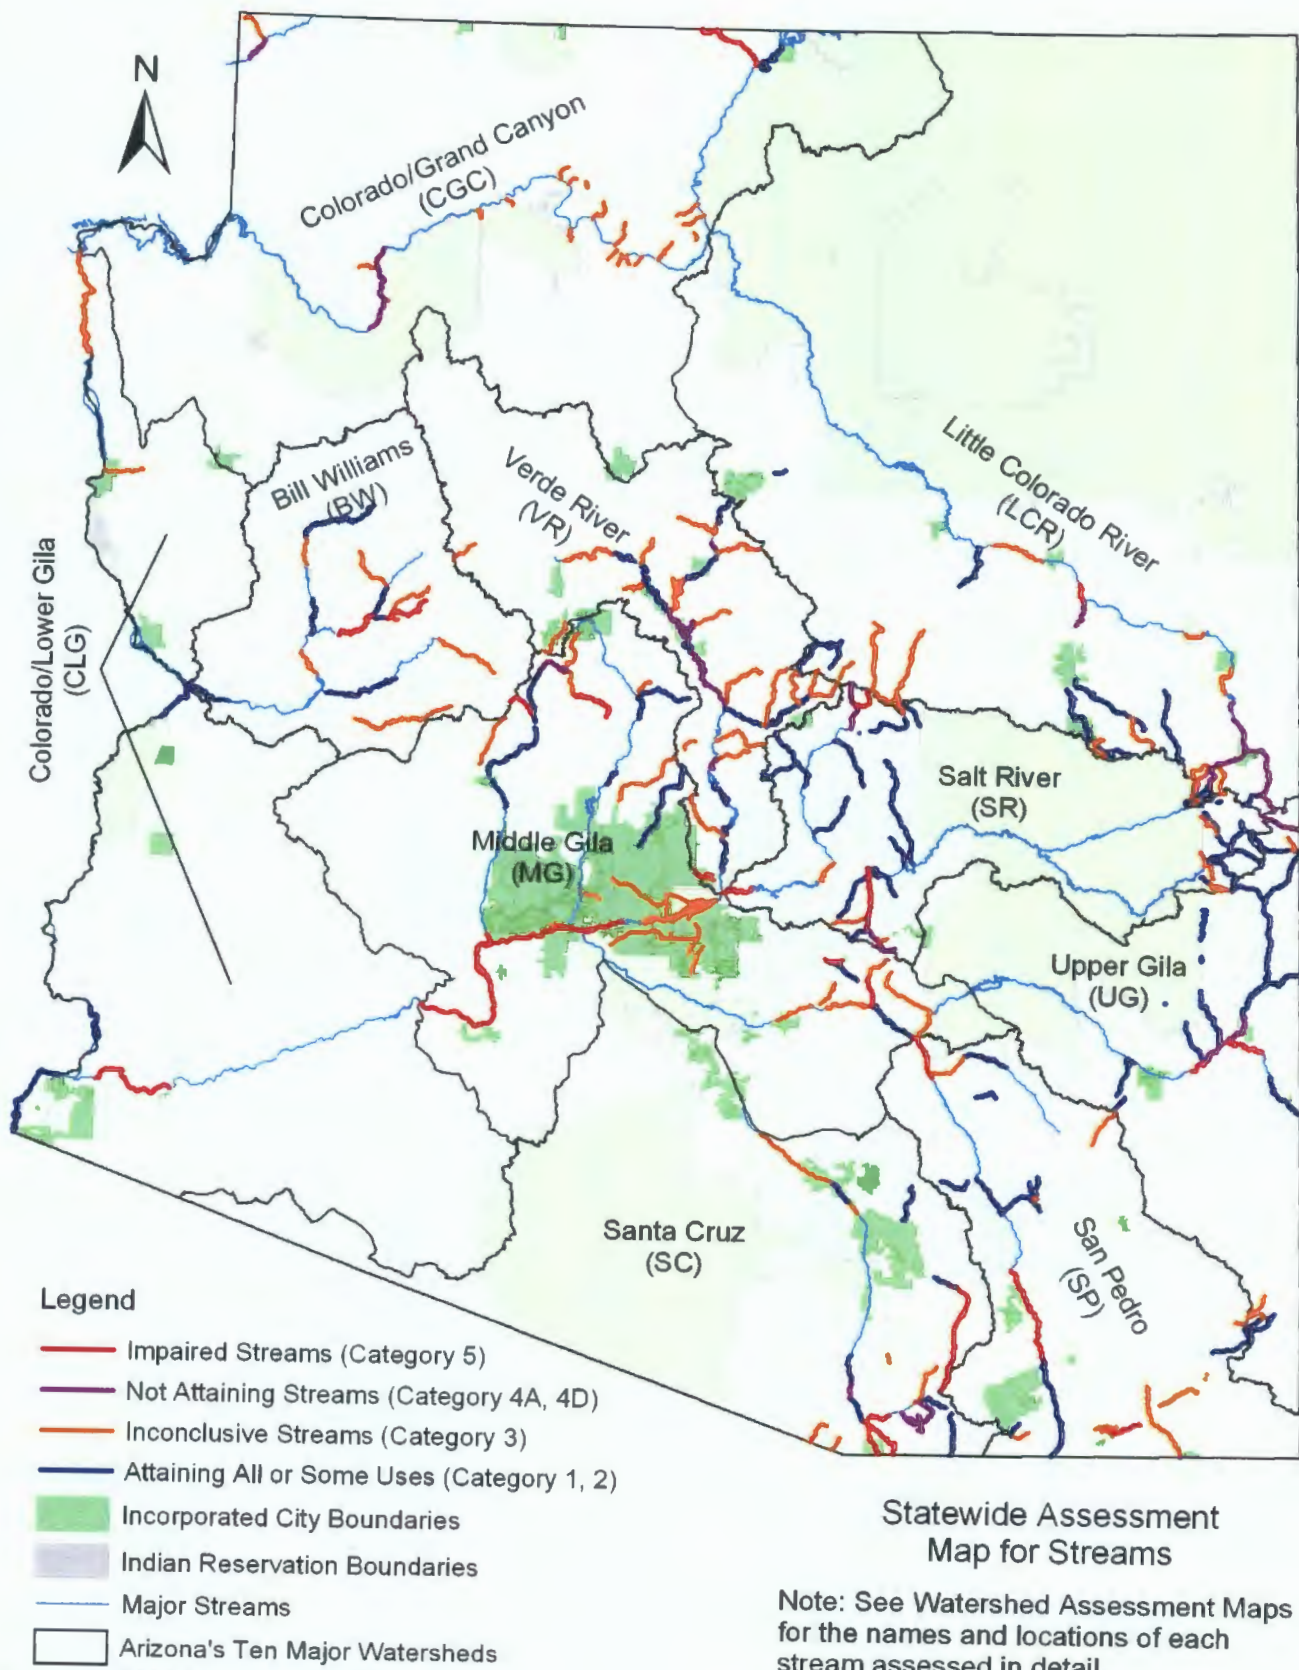 N
Colorado/Grand Canyon
(CGC)
Little Colorado River
(LCR)
Bill Williams
(BW)
Verde River
(VR)
Colorado/Lower Gila
(CLG)
Salt River
(SR)
Middle Gila
(MG)
Upper Gila
(UG)
Santa Cruz
(SC)
San Pedro
(SP)
Legend
Impaired Streams (Category 5)
Not Attaining Streams (Category 4A, 4D)
Inconclusive Streams (Category 3)
Attaining All or Some Uses (Category 1, 2)
Incorporated City Boundaries
Indian Reservation Boundaries
Major Streams
Arizona's Ten Major Watersheds
Statewide Assessment
Map for Streams
Note: See Watershed Assessment Maps
for the names and locations of each
stream assessed in detail